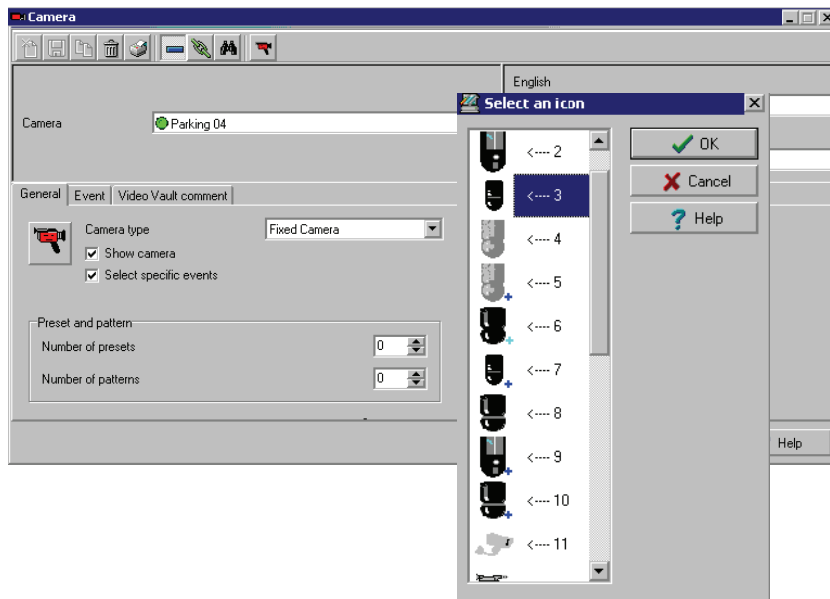 Camera
English
Select an icon
Camera
Parking 04
General
Event
Video Vault comment
Camera type
Fixed Camera
Show camera
Select specific events
Preset and pattern
Number of presets
0
Number of patterns
0
<---- 2
<---- 3
<---- 4
<---- 5
<---- 6
<---- 7
<---- 8
<---- 9
<---- 10
<---- 11
OK
Cancel
Help
Help